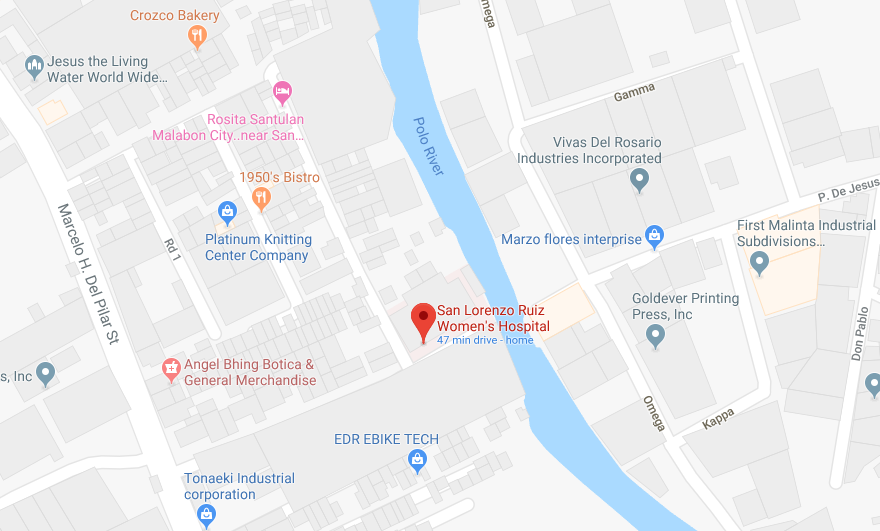 Crozco Bakery
Omega
Jesus the Living
Water World Wide...
Gamma
Rosita Santulan
Malabon City..near San...
Polo River
Vivas Del Rosario
Industries Incorporated
1950's Bistro
P. De Jesus
Marcelo H. Del Pilar St
Rd 1
Platinum Knitting
Center Company
Marzo flores interprise
First Malinta Industrial
Subdivisions...
San Lorenzo Ruiz
Women's Hospital
47 min drive - home
Goldever Printing
Press, Inc
Don Pablo
s, Inc
Angel Bhing Botica &
General Merchandise
Omega
Kappa
EDR EBIKE TECH
Tonaeki Industrial
corporation